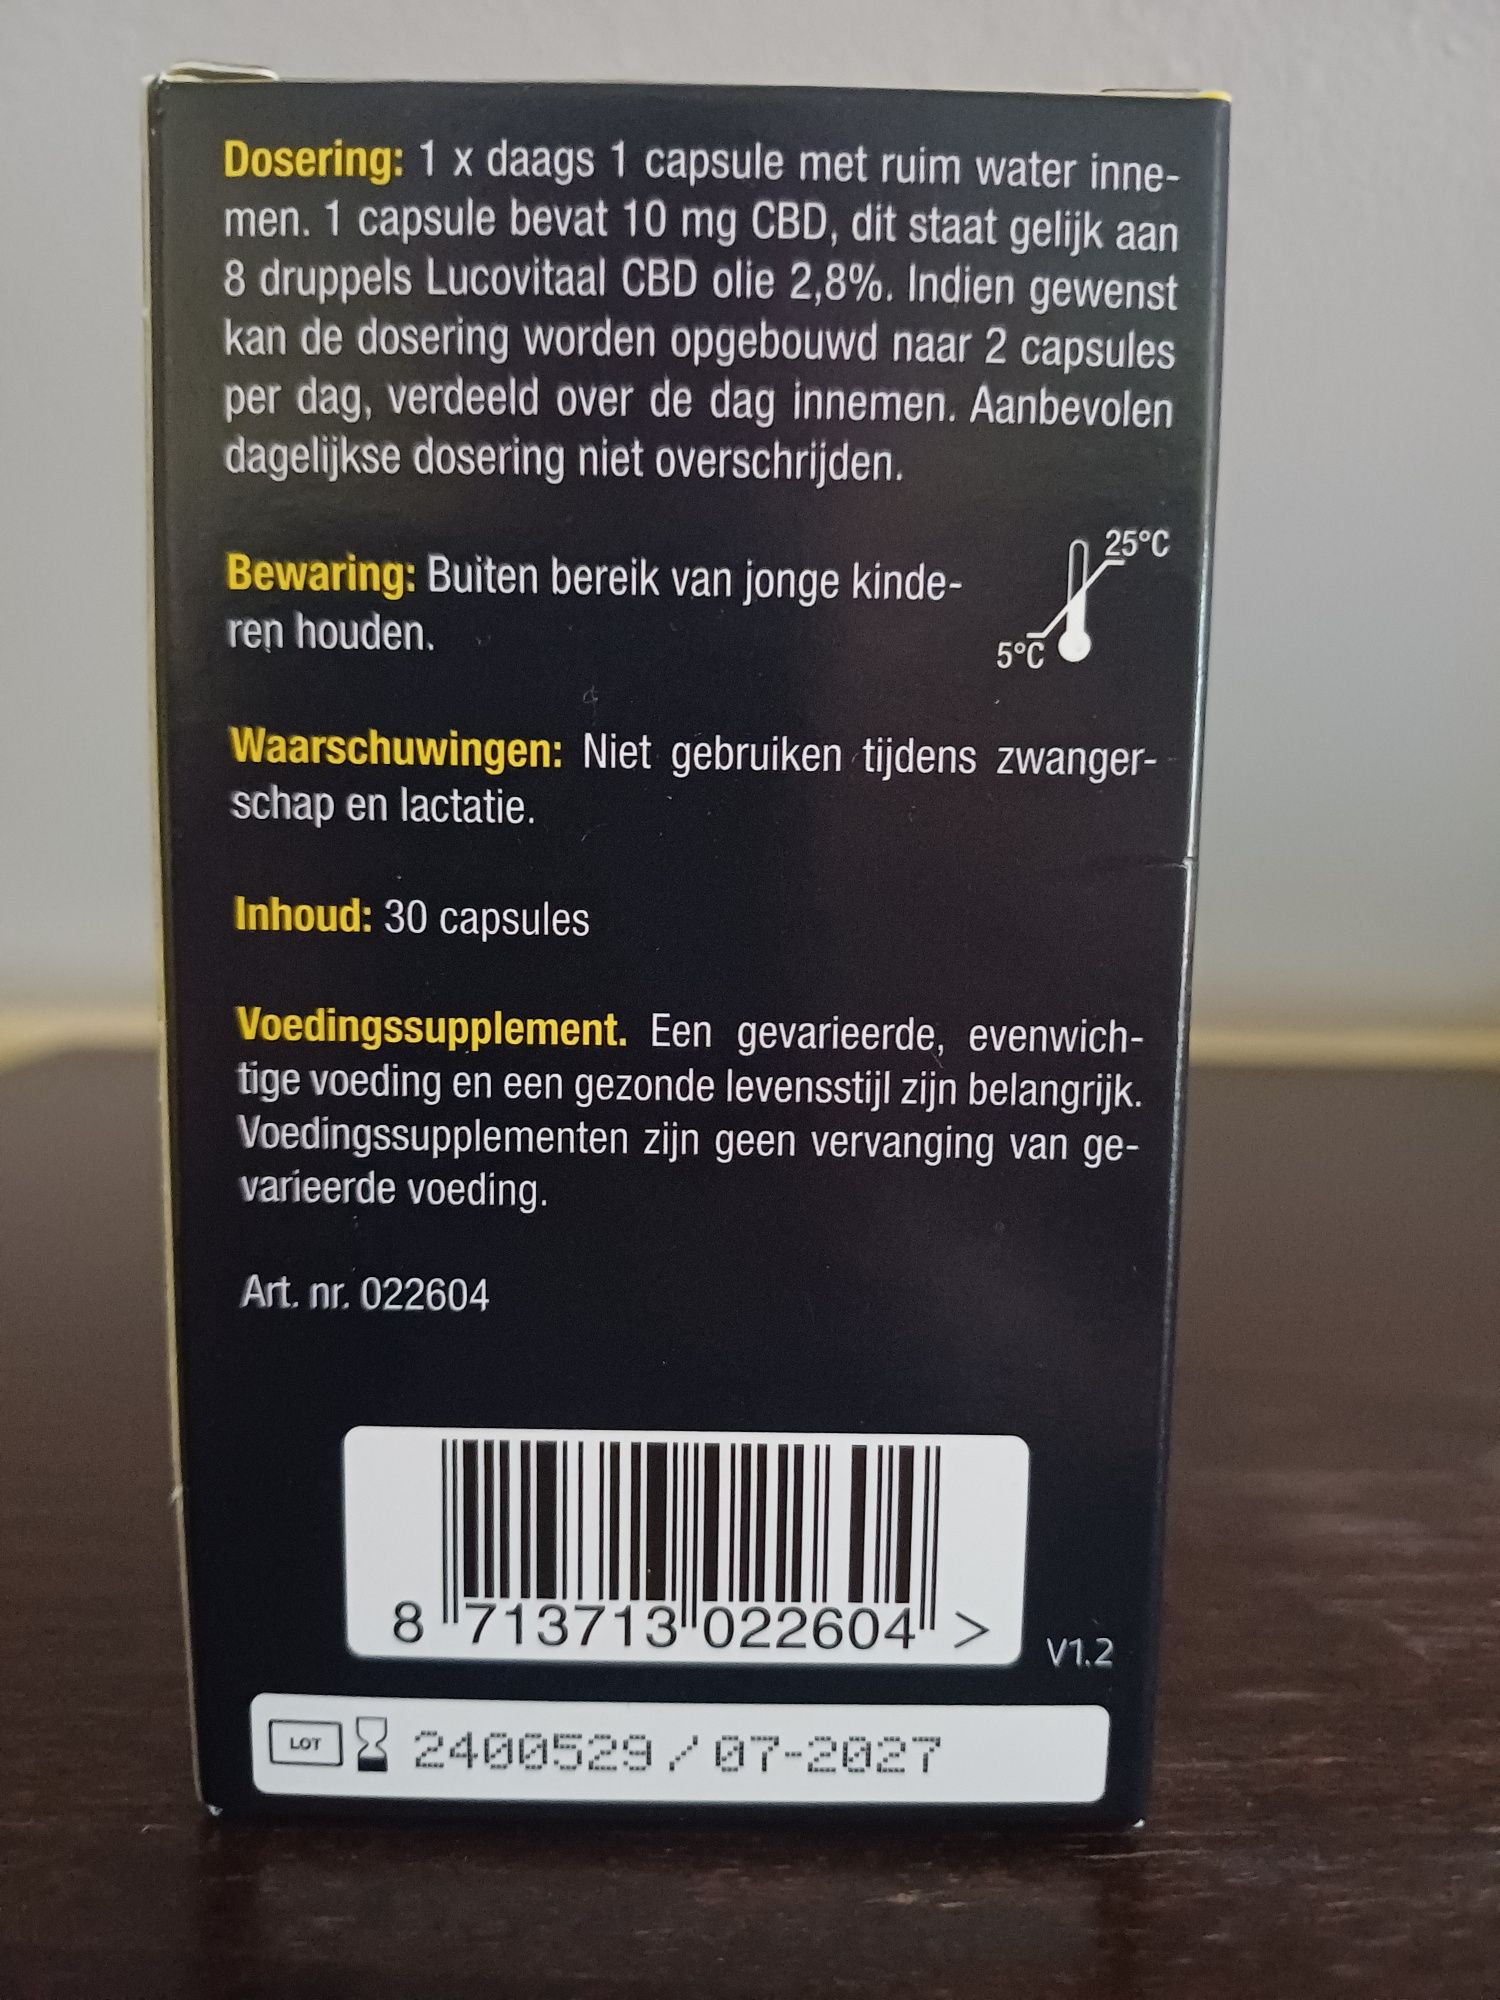 Dosering: 1 x daags 1 capsule met ruim water inne-
men. 1 capsule bevat 10 mg CBD, dit staat gelijk aan
8 druppels Lucovitaal CBD olie 2,8%. Indien gewenst
kan de dosering worden opgebouwd naar 2 capsules
per dag, verdeeld over de dag innemen. Aanbevolen
dagelijkse dosering niet overschrijden.
Bewaring: Buiten bereik van jonge kinde-
ren houden.
25°C
5°C
Waarschuwingen: Niet gebruiken tijdens zwanger-
schap en lactatie.
Inhoud: 30 capsules
Voedingssupplement. Een gevarieerde, evenwich-
tige voeding en een gezonde levensstijl zijn belangrijk.
Voedingssupplementen zijn geen vervanging van ge-
varieerde voeding.
Art. nr. 022604
8 713713 022604 >
V1.2
LOT 2400529 / 07-2027